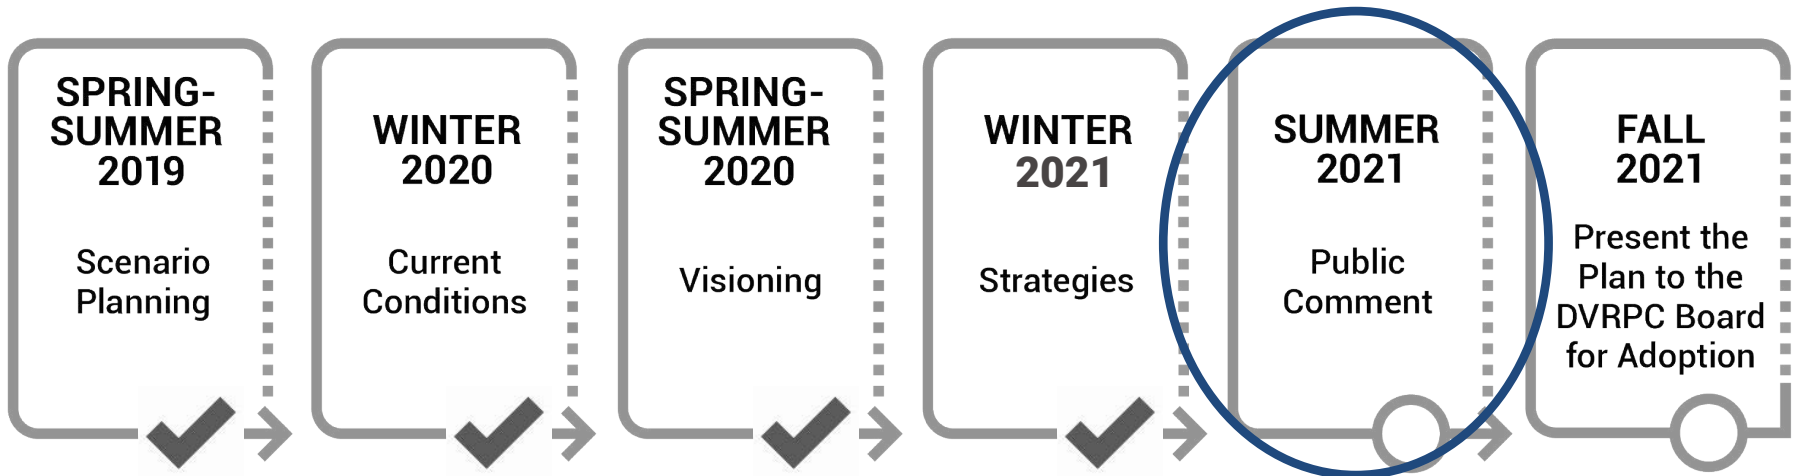 SPRING-
SUMMER
2019
Scenario
Planning
WINTER
2020
Current
Conditions
SPRING-
SUMMER
2020
Visioning
WINTER
2021
Strategies
SUMMER
2021
Public
Comment
FALL
2021
Present the
Plan to the
DVRPC Board
for Adoption